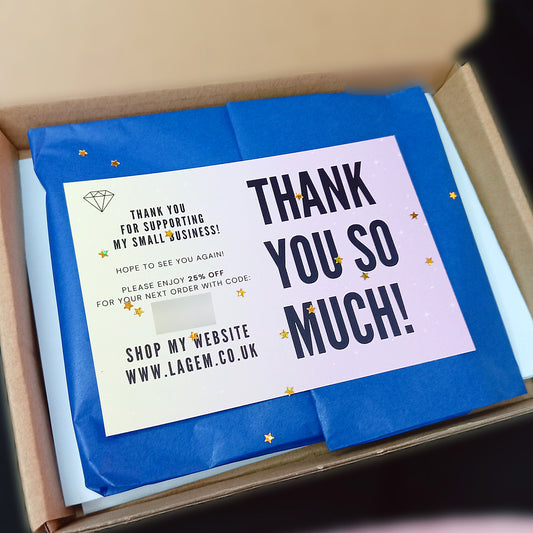 THANK YOU
FOR SUPPORTING
MY SMALL BUSINESS!
HOPE TO SEE YOU AGAIN!
PLEASE ENJOY 25% OFF
FOR YOUR NEXT ORDER WITH CODE:
SHOP MY WEBSITE
WWW.LAGEM.CO.UK
THANK
YOU SO
MUCH!